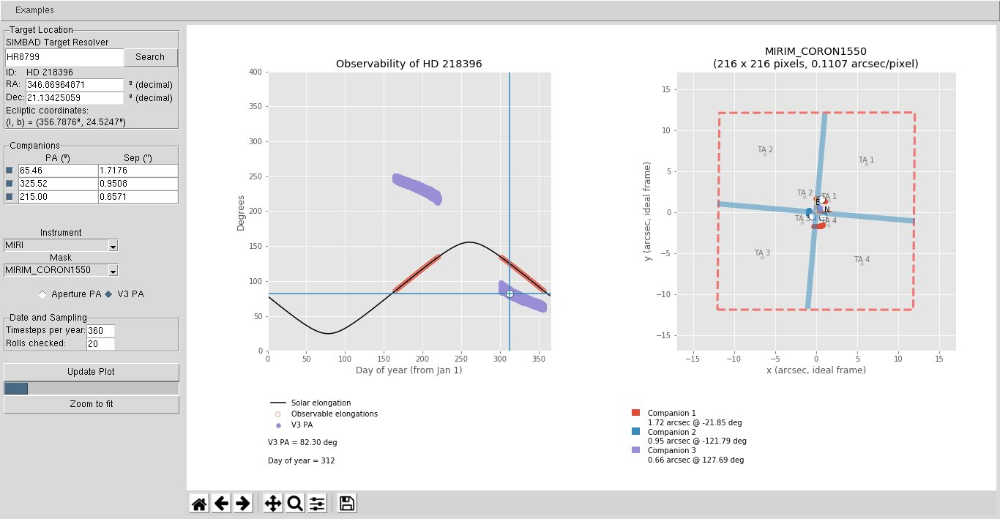 Examples
Target Location
SIMBAD Target Resolver
HR8799 Search
ID: HD 218396
RA: 346.86964871 ° (decimal)
Dec: 21.13425059 ° (decimal)
Ecliptic coordinates:
(l, b) = (356.7876°, 24.5247°)
Companions
PA (°) Sep (")
65.46 1.7176
325.52 0.9508
215.00 0.6571
Instrument
MIRI
Mask
MIRIM_CORON1550
Aperture PA V3 PA
Date and Sampling
Timesteps per year: 360
Rolls checked: 20
Update Plot
Zoom to fit
Observability of HD 218396
400
350
300
250
200
150
100
50
0
Degrees
0 50 100 150 200 250 300 350
Day of year (from Jan 1)
Solar elongation
Observable elongations
V3 PA
V3 PA = 82.30 deg
Day of year = 312
MIRIM_CORON1550
(216 x 216 pixels, 0.1107 arcsec/pixel)
15
10
5
0
−5
−10
−15
y (arcsec, ideal frame)
TA 2
TA 1
TA 2
TA 1
E
N
TA 3
TA 4
TA 3
TA 4
−15 −10 −5 0 5 10 15
x (arcsec, ideal frame)
Companion 1
1.72 arcsec @ -21.85 deg
Companion 2
0.95 arcsec @ -121.79 deg
Companion 3
0.66 arcsec @ 127.69 deg